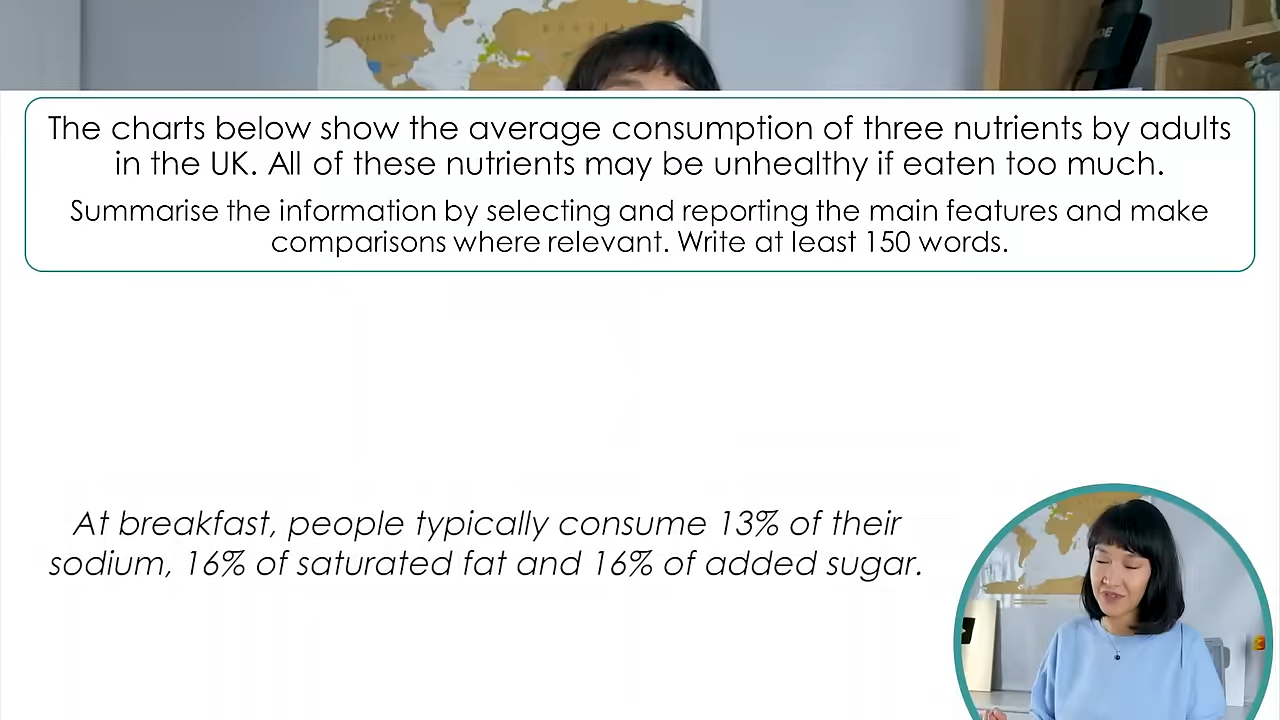 The charts below show the average consumption of three nutrients by adults
in the UK. All of these nutrients may be unhealthy if eaten too much.
Summarise the information by selecting and reporting the main features and make
comparisons where relevant. Write at least 150 words.
At breakfast, people typically consume 13% of their
sodium, 16% of saturated fat and 16% of added sugar.